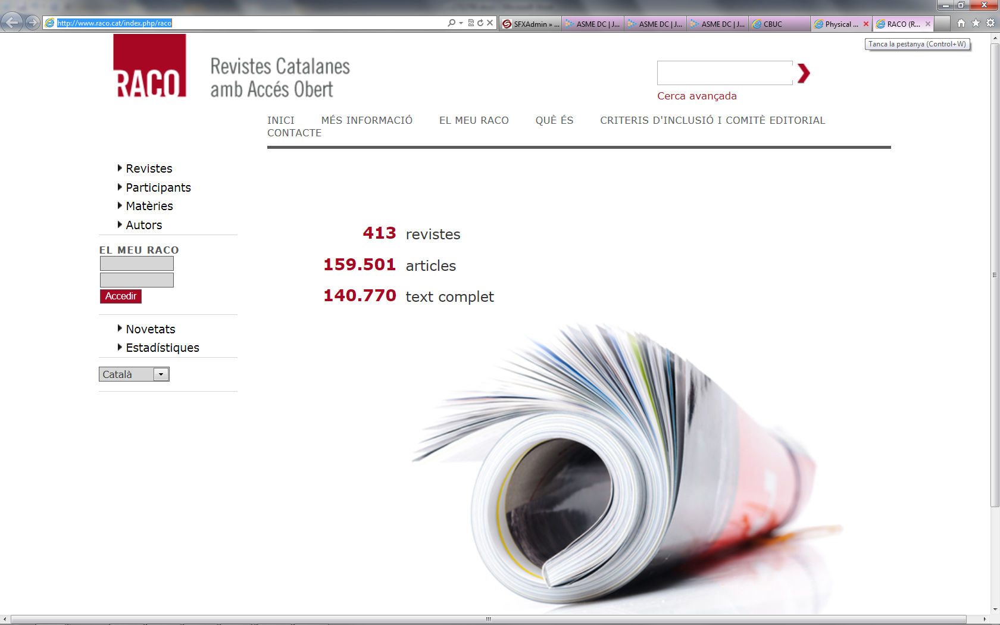 http://www.raco.cat/index.php/raco
SFXAdmin » ...
ASME DC | J...
ASME DC | J...
ASME DC | J...
CBUC
Physical ...
RACO (R...
Tanca la pestanya (Control+W)
RACO
Revistes Catalanes
amb Accés Obert
Cerca avançada
INICI MÉS INFORMACIÓ EL MEU RACO QUÈ ÉS CRITERIS D'INCLUSIÓ I COMITÈ EDITORIAL
CONTACTE
Revistes
Participants
Matèries
Autors
EL MEU RACO
Accedir
Novetats
Estadístiques
Català
413 revistes
159.501 articles
140.770 text complet